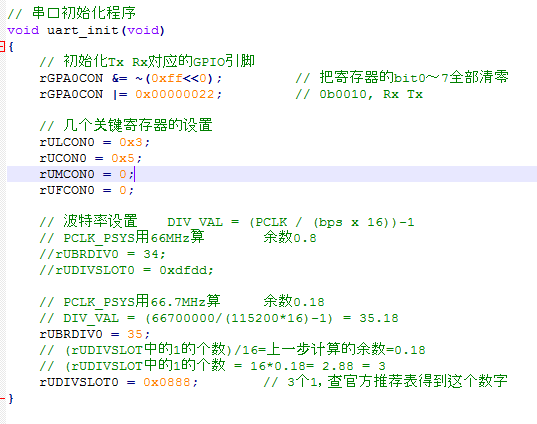 // 串口初始化程序
void uart_init(void)
{
// 初始化Tx Rx对应的GPIO引脚
rGPA0CON &= ~(0xff<<0); // 把寄存器的bit0～7全部清零
rGPA0CON |= 0x00000022; // 0b0010, Rx Tx
// 几个关键寄存器的设置
rULCON0 = 0x3;
rUCON0 = 0x5;
rUMCON0 = 0;
rUFCON0 = 0;
// 波特率设置 DIV_VAL = (PCLK / (bps x 16))-1
// PCLK_PSYS用66MHz算 余数0.8
//rUBRDIV0 = 34;
//rUDIVSLOT0 = 0xdfdd;
// PCLK_PSYS用66.7MHz算 余数0.18
// DIV_VAL = (66700000/(115200*16)-1) = 35.18
rUBRDIV0 = 35;
// (rUDIVSLOT中的1的个数)/16=上一步计算的余数=0.18
// (rUDIVSLOT中的1的个数 = 16*0.18= 2.88 = 3
rUDIVSLOT0 = 0x0888; // 3个1，查官方推荐表得到这个数字
}